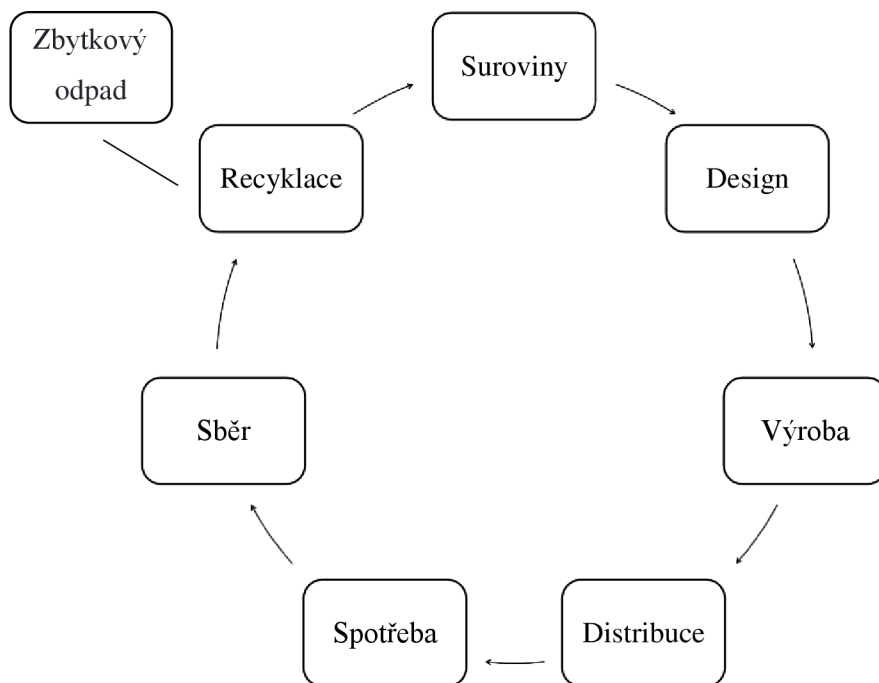 Zbytkový
odpad
Suroviny
Recyklace
Design
Sběr
Výroba
Spotřeba
Distribuce